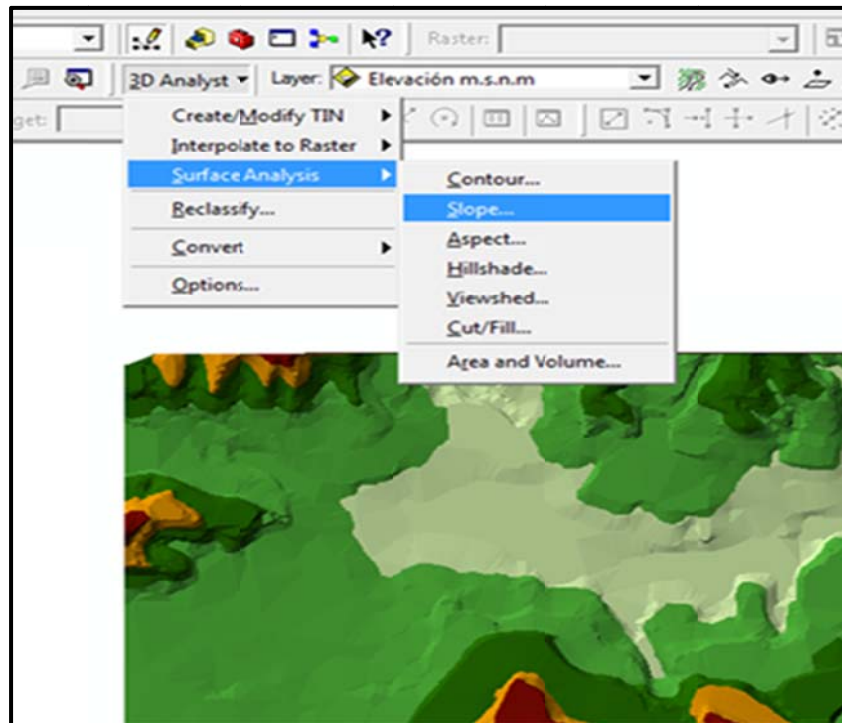 Raster:
3D Analyst Layer: Elevación m.s.n.m
get:
Create/Modify TIN
Interpolate to Raster
Surface Analysis
Reclassify...
Convert
Options...
Contour...
Slope...
Aspect...
Hillshade...
Viewshed...
Cut/Fill...
Area and Volume...